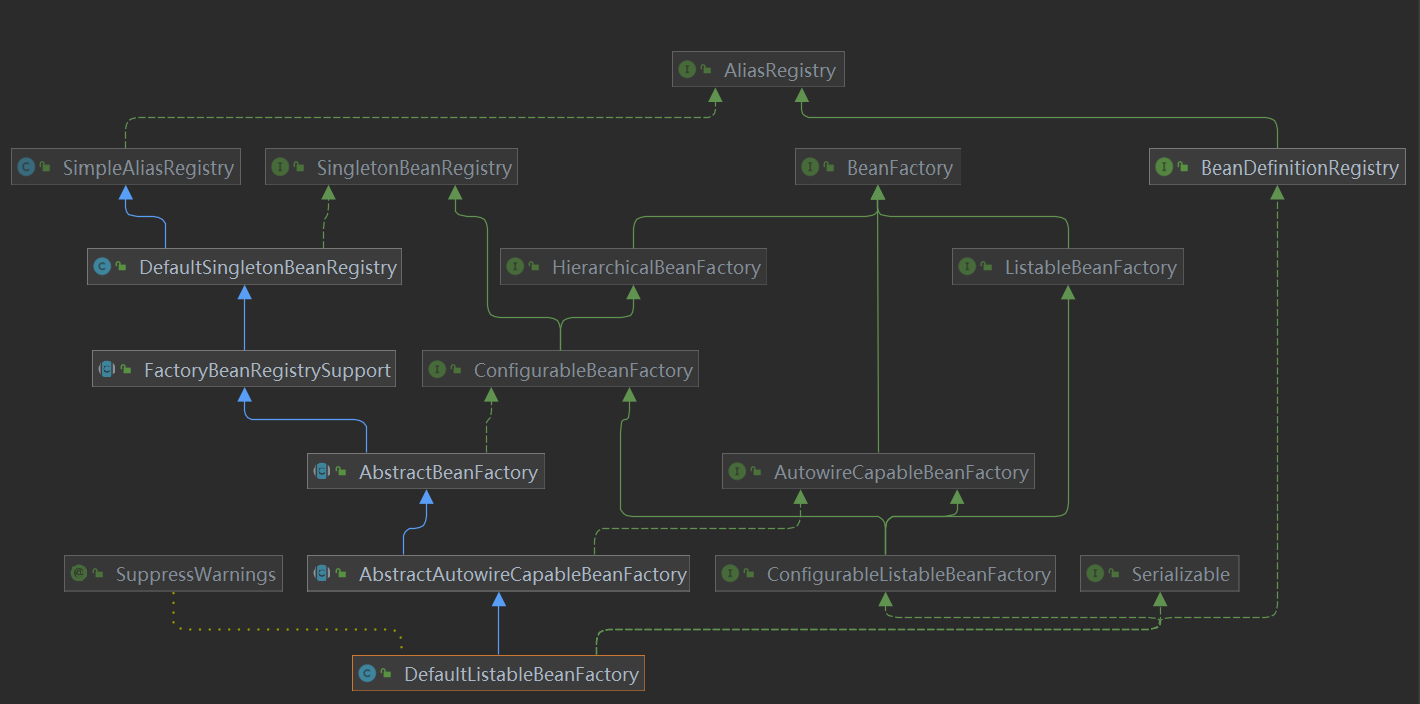 AliasRegistry
SimpleAliasRegistry
SingletonBeanRegistry
BeanFactory
BeanDefinitionRegistry
DefaultSingletonBeanRegistry
HierarchicalBeanFactory
ListableBeanFactory
FactoryBeanRegistrySupport
ConfigurableBeanFactory
AbstractBeanFactory
AutowireCapableBeanFactory
SuppressWarnings
AbstractAutowireCapableBeanFactory
ConfigurableListableBeanFactory
Serializable
DefaultListableBeanFactory